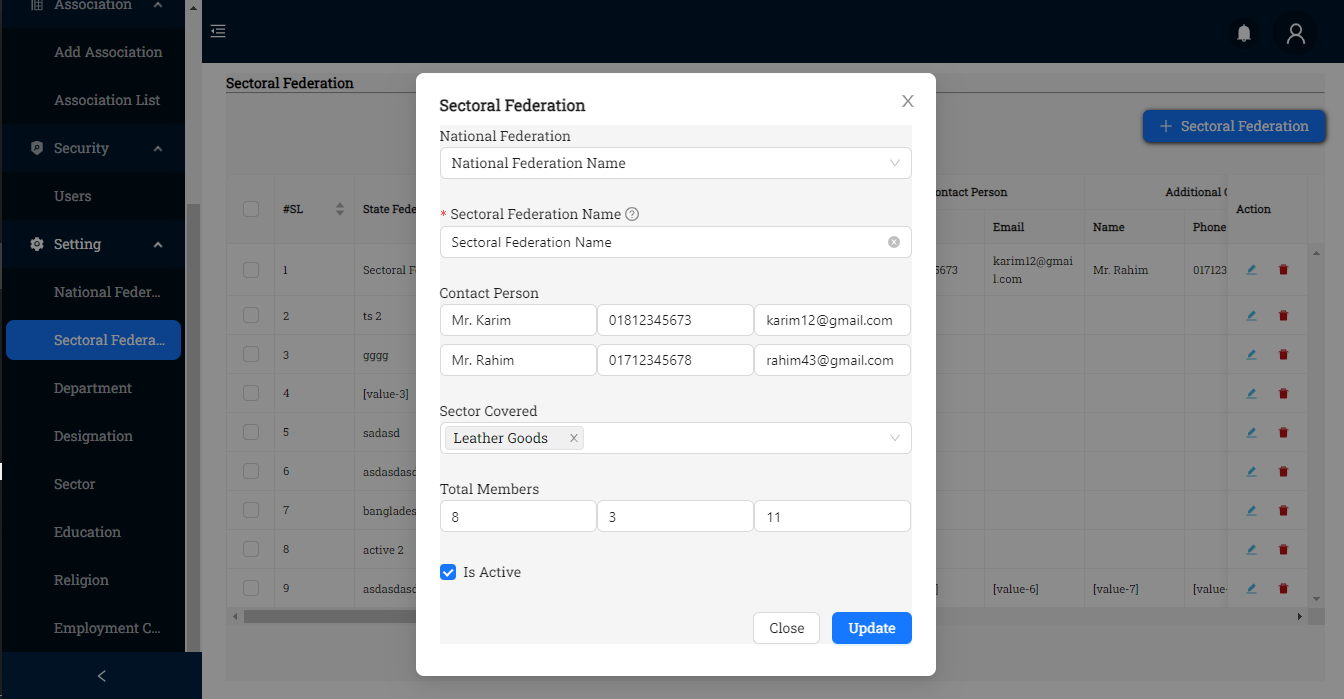 Association
Add Association
Association List
Security
Users
Setting
National Feder...
Sectoral Federa...
Department
Designation
Sector
Education
Religion
Employment C...
Sectoral Federation
+ Sectoral Federation
#SL
State Fede
ontact Person
Additional C
Action
Email
Name
Phone
1
Sectoral F
5673
karim12@gmai
l.com
Mr. Rahim
017123
2
ts 2
3
gggg
4
[value-3]
5
sadasd
6
asdasdasd
7
banglades
8
active 2
9
asdasdasd
]
[value-6]
[value-7]
[value-
Sectoral Federation
National Federation
National Federation Name
* Sectoral Federation Name
Sectoral Federation Name
Contact Person
Mr. Karim 01812345673 karim12@gmail.com
Mr. Rahim 01712345678 rahim43@gmail.com
Sector Covered
Leather Goods
Total Members
8 3 11
Is Active
Close Update